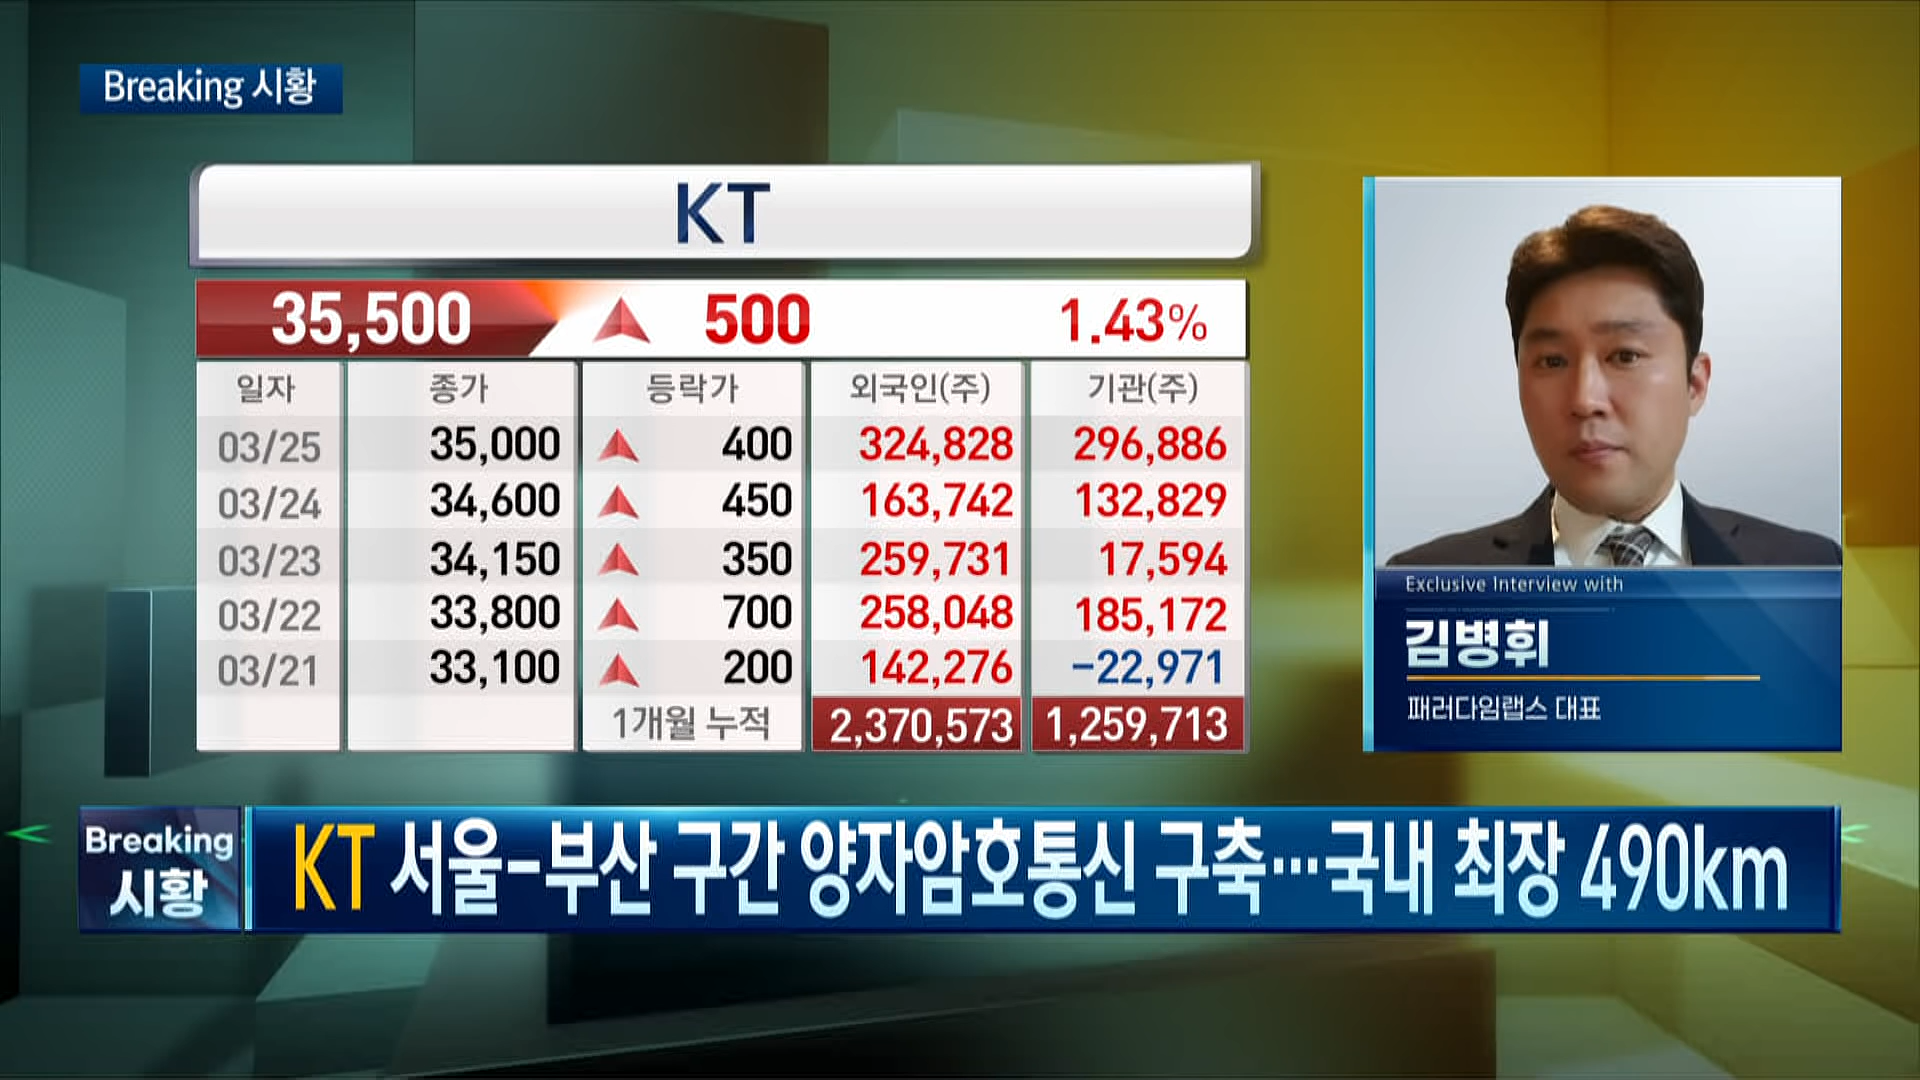 Breaking 시황
KT
35,500 500 1.43%
일자 종가 등락가 외국인(주) 기관(주)
03/25 35,000 400 324,828 296,886
03/24 34,600 450 163,742 132,829
03/23 34,150 350 259,731 17,594
03/22 33,800 700 258,048 185,172
03/21 33,100 200 142,276 -22,971
1개월 누적 2,370,573 1,259,713
Exclusive Interview with
김병휘
패러다임랩스 대표
Breaking
시황
KT 서울-부산 구간 양자암호통신 구축…국내 최장 490km